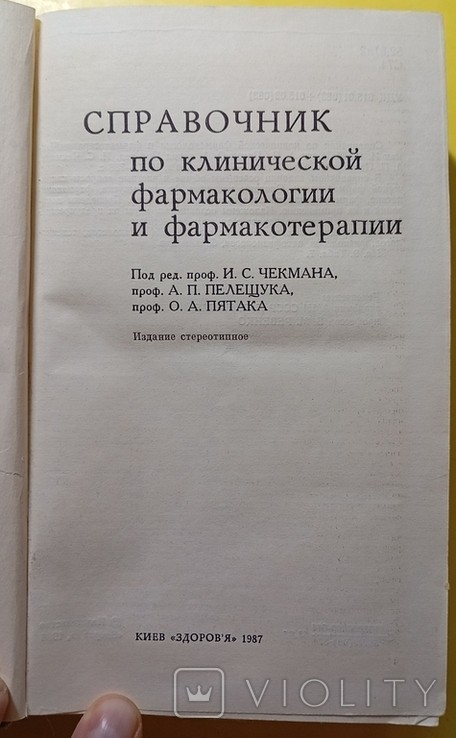 СПРАВОЧНИК
по клинической
фармакологии
и фармакотерапии
Под ред. проф. И. С. ЧЕКМАНА,
проф. А. П. ПЕЛЕЩУКА,
проф. О. А. ПЯТАКА
Издание стереотипное
КИЕВ «ЗДОРОВ'Я» 1987
VIOLITY